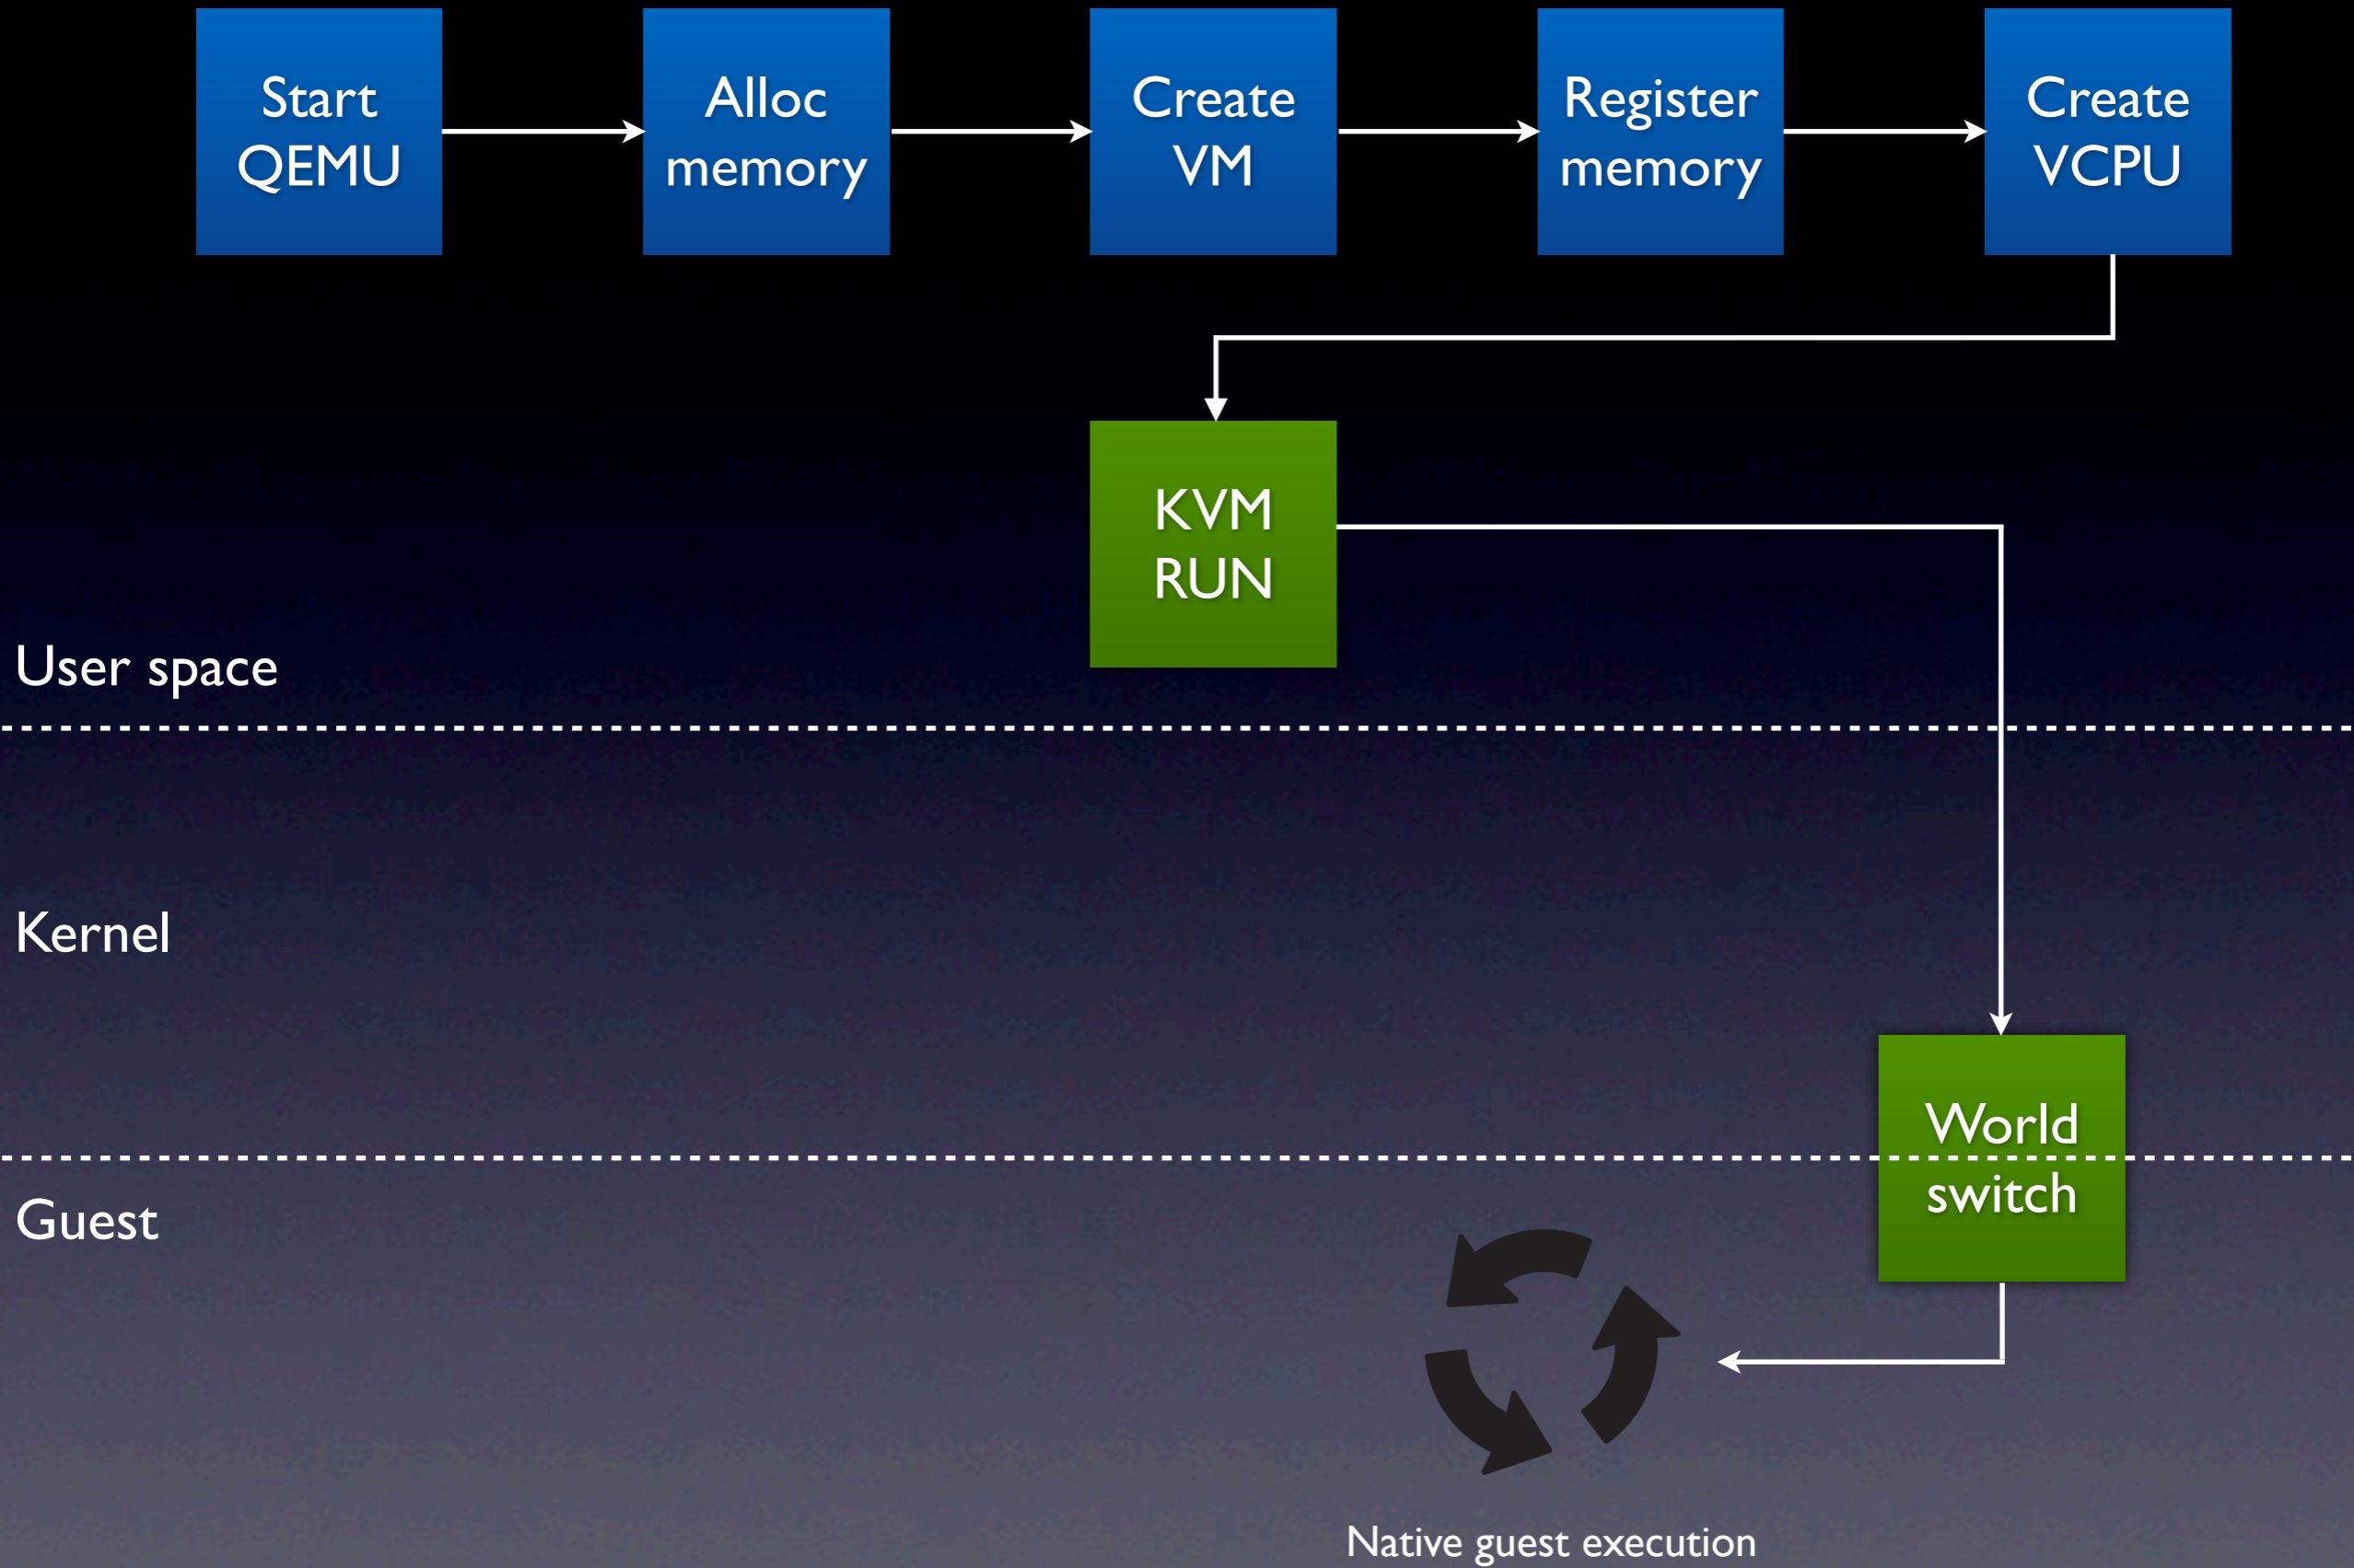 Start
QEMU
Alloc
memory
Create
VM
Register
memory
Create
VCPU
KVM
RUN
User space
Kernel
World
switch
Guest
Native guest execution